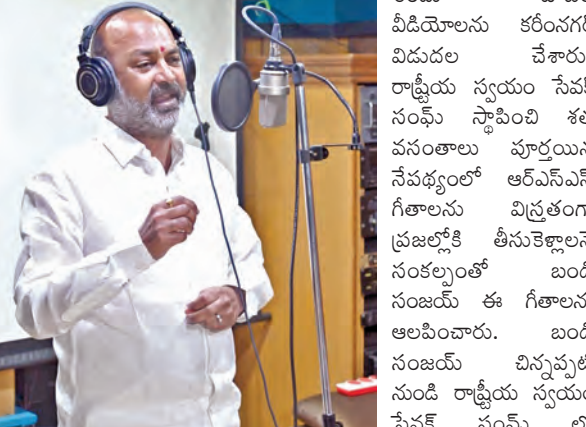 వీడియోలను కరీంనగర్
విడుదల చేశారు.
రాష్ట్రీయ స్వయం సేవక్
సంఘ్ స్థాపించి శత
వసంతాలు పూర్తయిన
నేపథ్యంలో ఆర్ఎస్ఎస్
గీతాలను విస్తృతంగా
ప్రజల్లోకి తీసుకెళ్లాలనే
సంకల్పంతో బండి
సంజయ్ ఈ గీతాలను
ఆలపించారు. బండి
సంజయ్ చిన్నప్పటి
నుండి రాష్ట్రీయ స్వయం
సేవక్ సంఘ్ లో